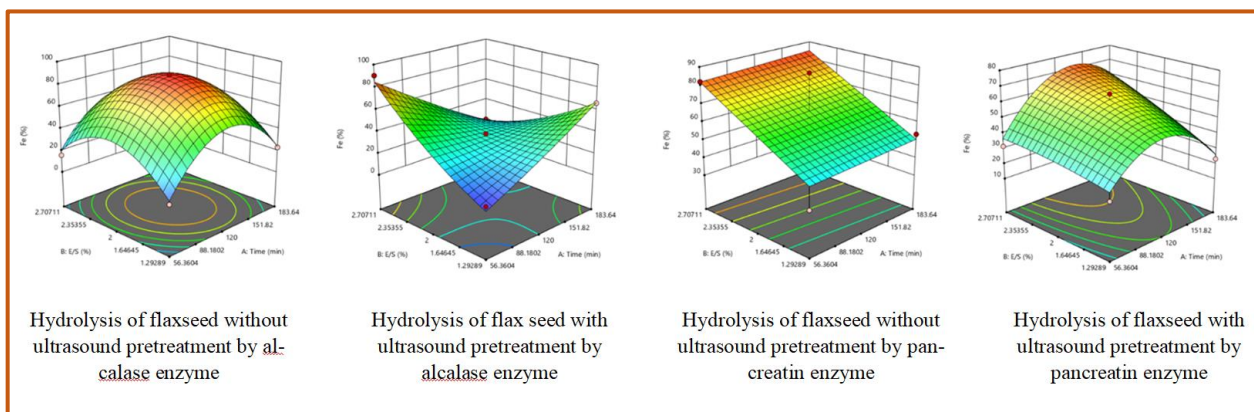 100
80
60
40
20
0
Fe (%)
2.70711
2.35355
2
1.64645
1.29289
B: E/S (%)
183.64
151.82
120
88.1802
56.3604
A: Time (min)
100
80
60
40
20
0
Fe (%)
2.70711
2.35355
2
1.64645
1.29289
B: E/S (%)
183.64
151.82
120
88.1802
56.3604
A: Time (min)
90
80
70
60
50
40
30
Fe (%)
2.70711
2.35355
2
1.64645
1.29289
B: E/S (%)
183.64
151.82
120
88.1802
56.3604
A: Time (min)
80
70
60
50
40
30
20
10
Fe (%)
2.70711
2.35355
2
1.64645
1.29289
B: E/S (%)
183.64
151.82
120
88.1802
56.3604
A: Time (min)
Hydrolysis of flaxseed without
ultrasound pretreatment by al-
calase enzyme
Hydrolysis of flax seed with
ultrasound pretreatment by
alcalase enzyme
Hydrolysis of flaxseed without
ultrasound pretreatment by pan-
creatin enzyme
Hydrolysis of flaxseed with
ultrasound pretreatment by
pancreatin enzyme